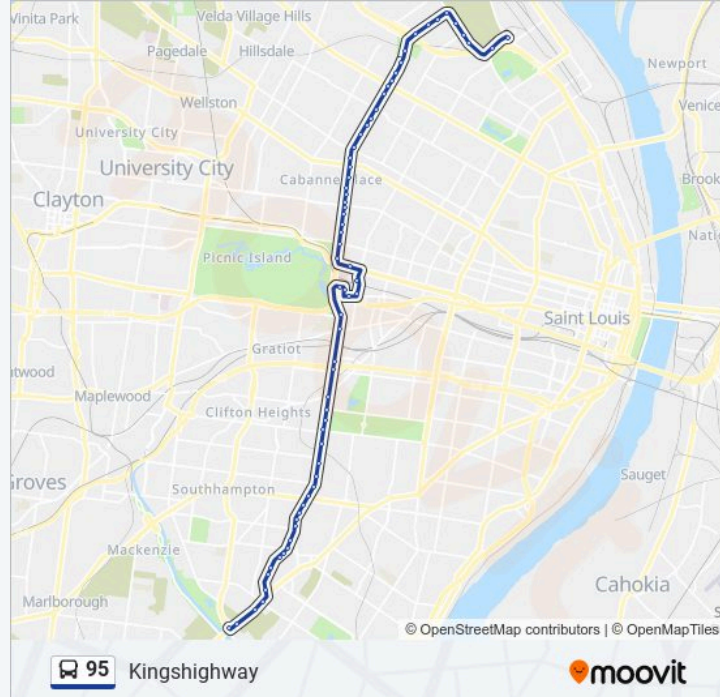 Vinita Park
Velda Village Hills
Pagedale
Hillsdale
Newport
Wellston
Venice
University City
University City
Cabanne Place
Brook
Clayton
Nati
Picnic Island
Saint Louis
Gratiot
twood
Maplewood
Clifton Heights
Groves
Sauget
Southhampton
Mackenzie
Cahokia
Marlborough
S
© OpenStreetMap contributors | © OpenMapTiles
95 Kingshighway
moovit